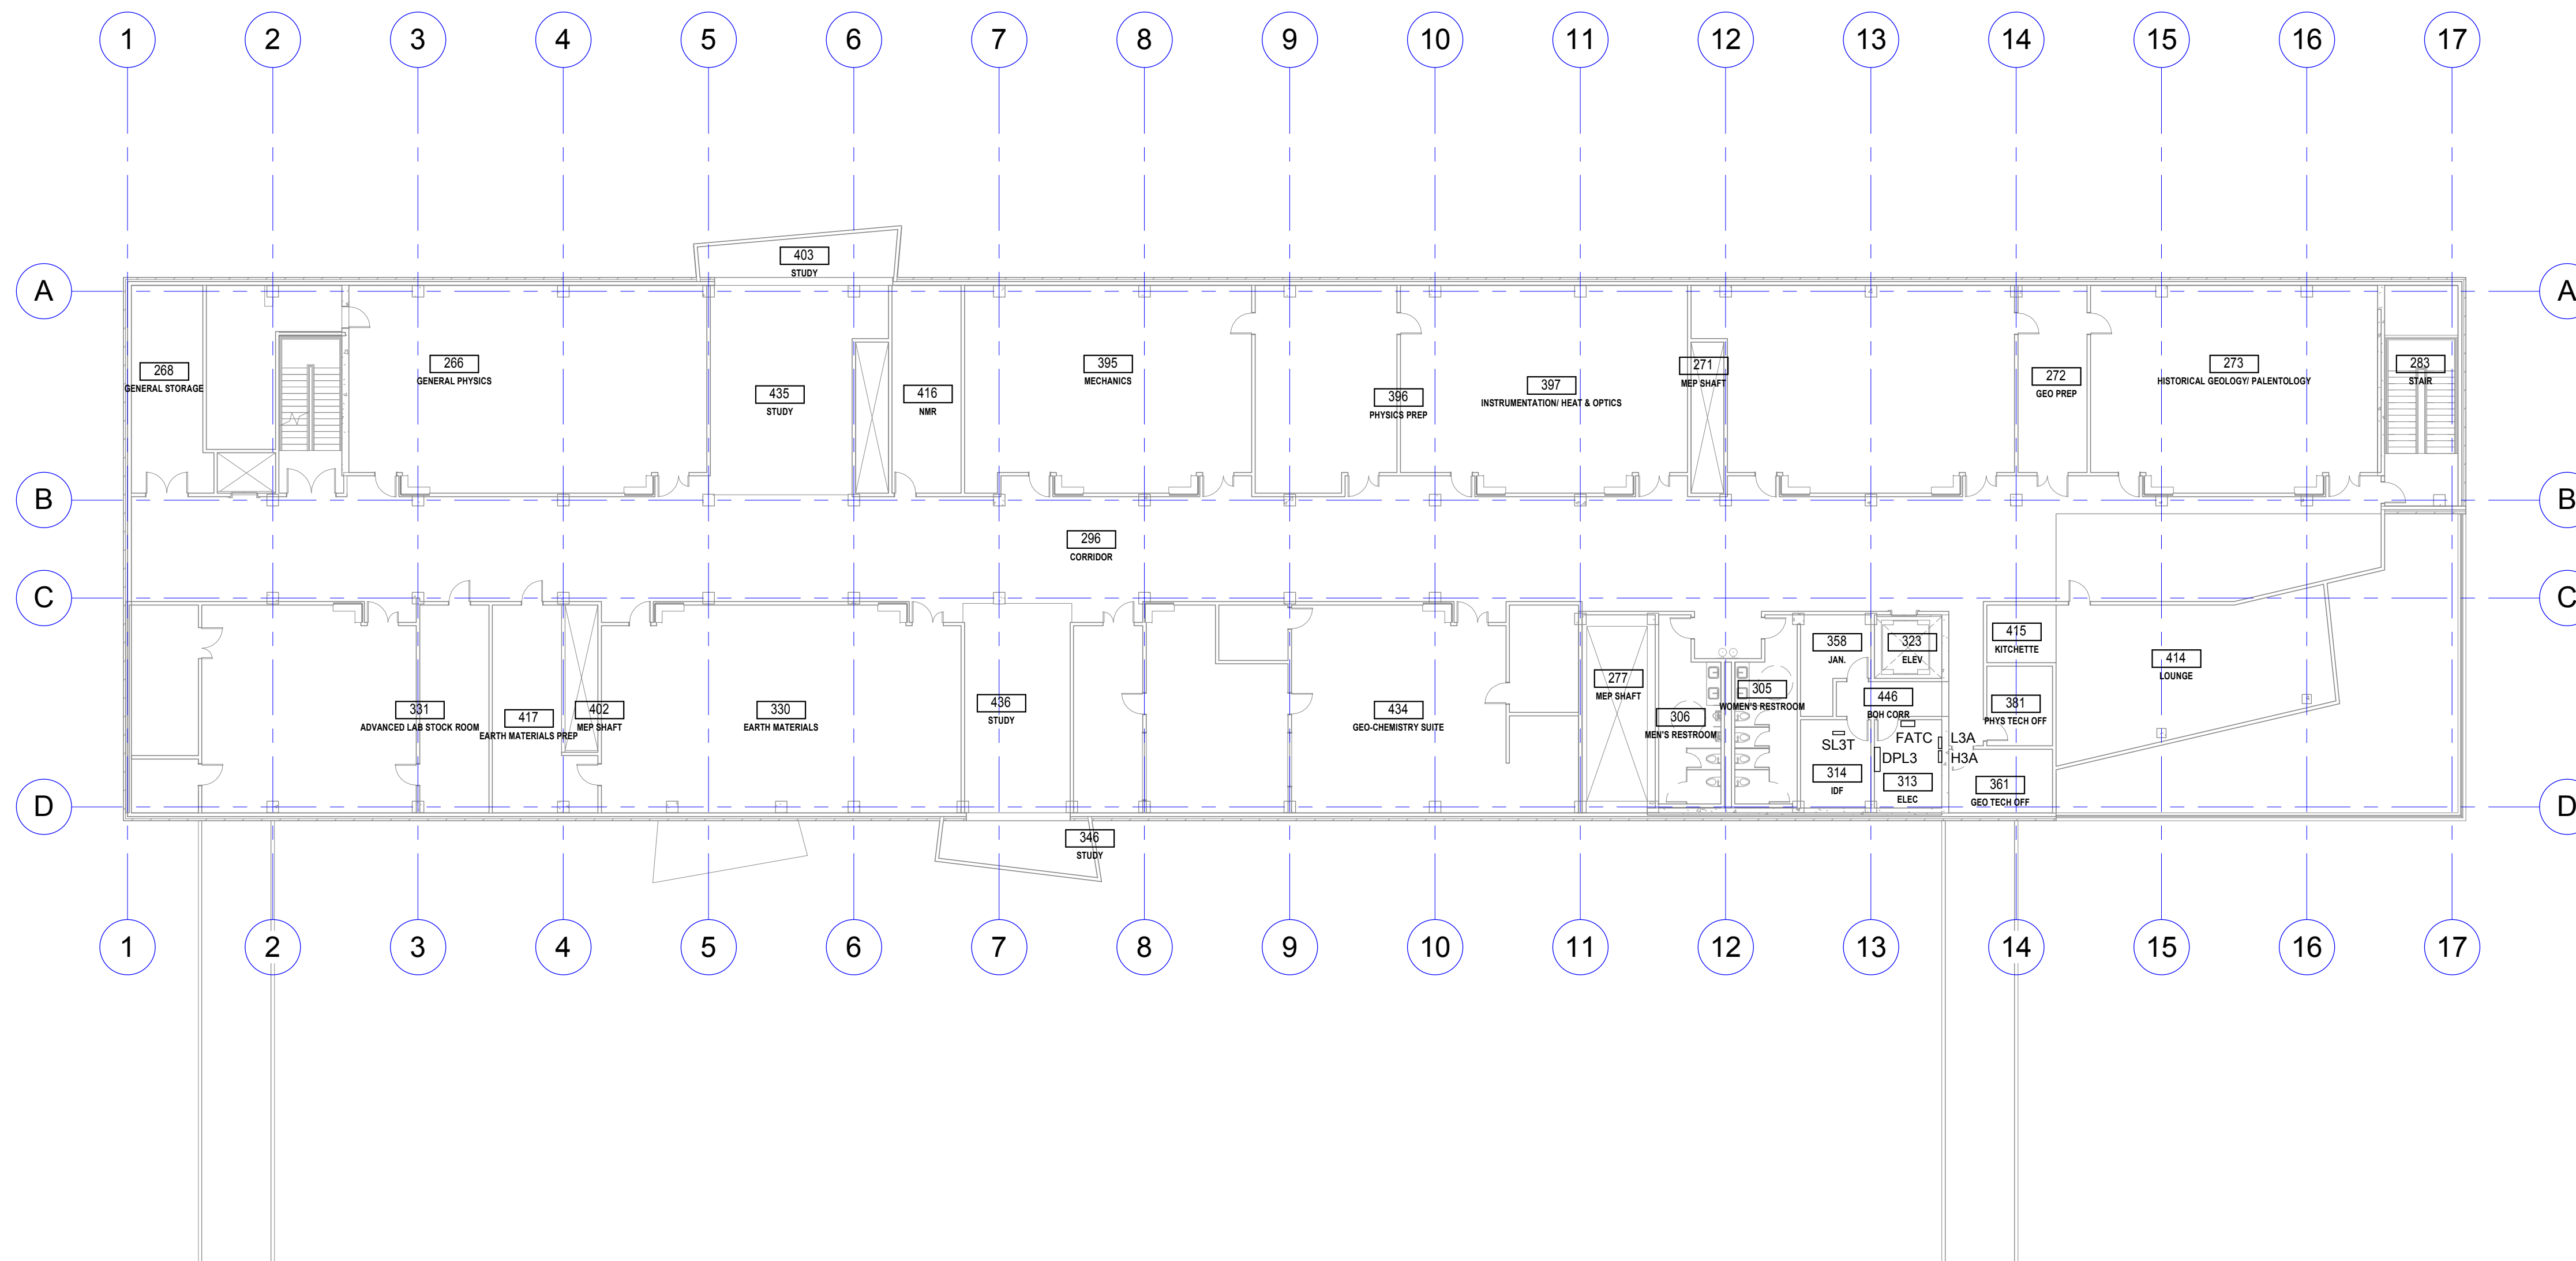 1 2 3 4 5 6 7 8 9 10 11 12 13 14 15 16 17
403
STUDY
A A
268
GENERAL STORAGE
266
GENERAL PHYSICS
435
STUDY
416
NMR
395
MECHANICS
396
PHYSICS PREP
397
INSTRUMENTATION/ HEAT & OPTICS
271
MEP SHAFT
272
GEO PREP
273
HISTORICAL GEOLOGY/ PALENTOLOGY
283
STAIR
B B
296
CORRIDOR
C C
331
ADVANCED LAB STOCK ROOM
417
EARTH MATERIALS PREP
402
MEP SHAFT
330
EARTH MATERIALS
436
STUDY
434
GEO-CHEMISTRY SUITE
277
MEP SHAFT
306
MEN'S RESTROOM
305
WOMEN'S RESTROOM
358
JAN.
323
ELEV
446
BOH CORR
SL3T
FATC
L3A
DPL3
H3A
314
IDF
313
ELEC
415
KITCHETTE
381
PHYS TECH OFF
361
GEO TECH OFF
414
LOUNGE
D D
346
STUDY
1 2 3 4 5 6 7 8 9 10 11 12 13 14 15 16 17